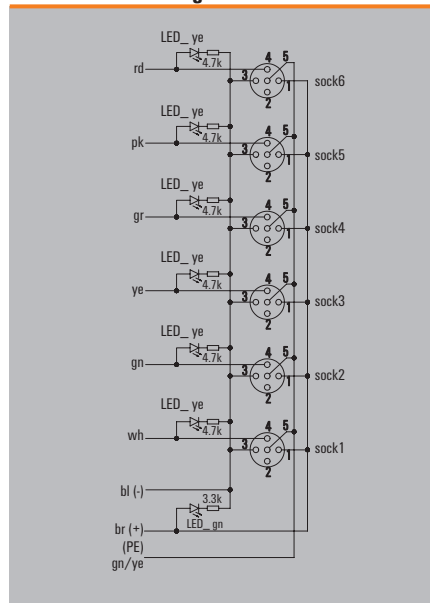 LED_ ye
4.7k
rd
4 5
3
1
2
sock6
LED_ ye
4.7k
pk
4 5
3
1
2
sock5
LED_ ye
4.7k
gr
4 5
3
1
2
sock4
LED_ ye
4.7k
ye
4 5
3
1
2
sock3
LED_ ye
4.7k
gn
4 5
3
1
2
sock2
LED_ ye
4.7k
wh
4 5
3
1
2
sock1
bl (-)
3.3k
br (+)
LED_ gn
(PE)
gn/ye